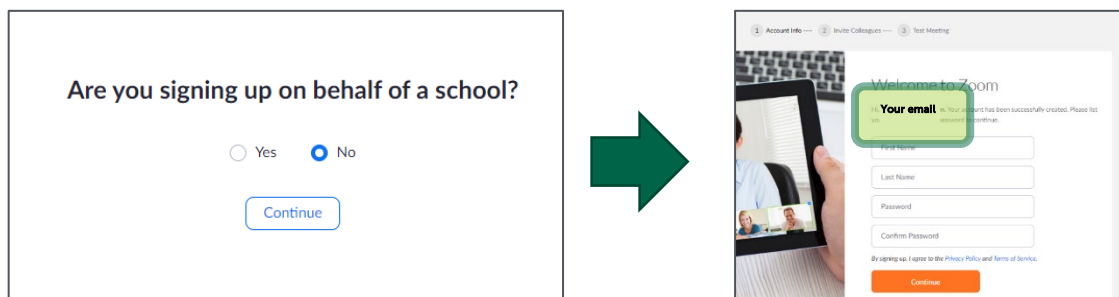 Are you signing up on behalf of a school?
Yes No
Continue
1 Account Info 2 Invite Colleagues 3 Test Meeting
Welcome to Zoom
Your email
Your account has been successfully created. Please list
password to continue.
First Name
Last Name
Password
Confirm Password
By signing up, I agree to the Privacy Policy and Terms of Service.
Continue